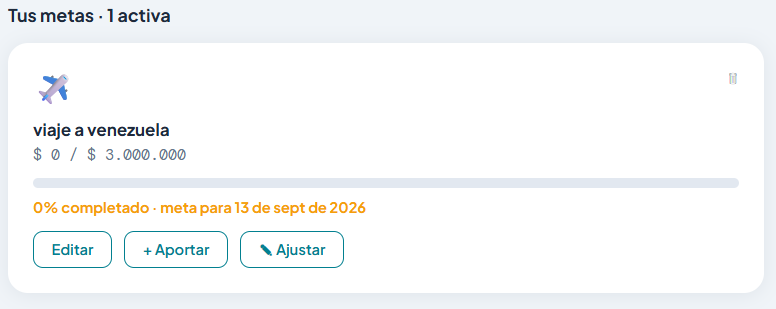 Tus metas · 1 activa
viaje a venezuela
$ 0 / $ 3.000.000
0% completado · meta para 13 de sept de 2026
Editar
+ Aportar
Ajustar